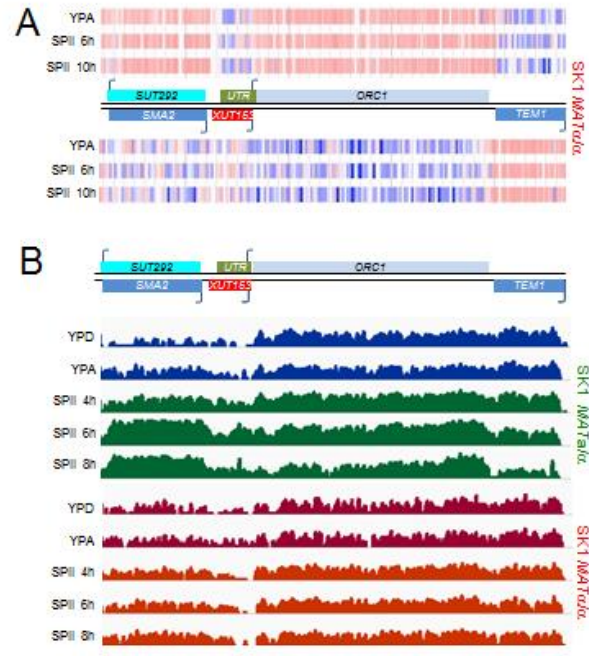 A
YPA
SPII 6h
SPII 10h
SUT292 UTR ORC1
SMA2 TEM1
YPA
SPII 6h
SPII 10h
SK1 MATα/α
B
SUT292 UTR ORC1
SMA2 TEM1
YPD
YPA
SPII 4h
SPII 6h
SPII 8h
SK1 MATa/α
YPD
YPA
SPII 4h
SPII 6h
SPII 8h
SK1 MATα/α